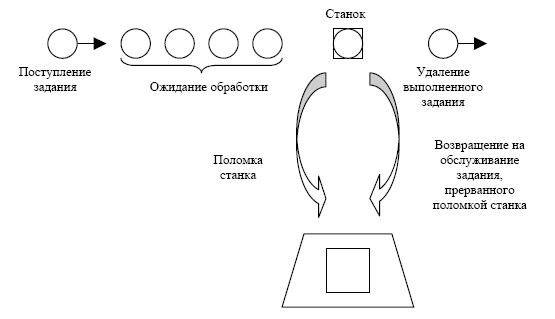 Станок
Поступление
задания
Ожидание обработки
Удаление
выполненного
задания
Поломка
станка
Возвращение на
обслуживание
задания,
прерванного
поломкой станка